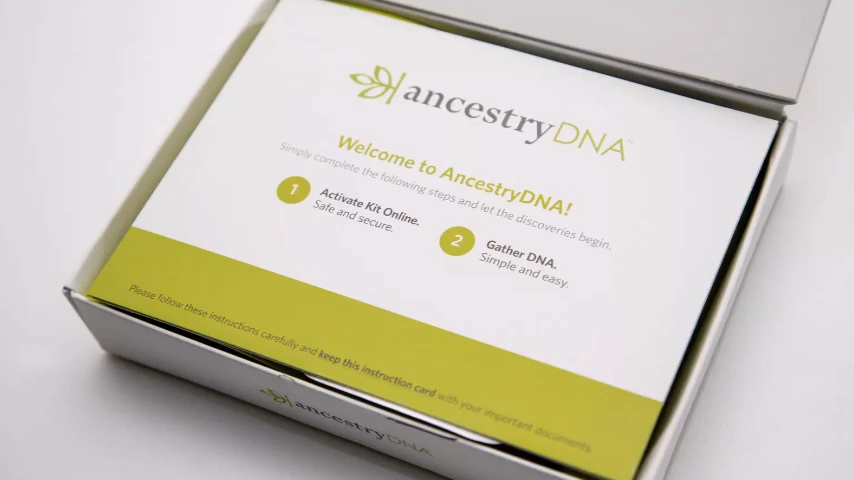 ancestryDNA™
Welcome to AncestryDNA!
Simply complete the following steps and let the discoveries begin.
1
Activate Kit Online.
Safe and secure.
2
Gather DNA.
Simple and easy.
Please follow these instructions carefully and keep this instruction card with your important documents.
ancestryDNA